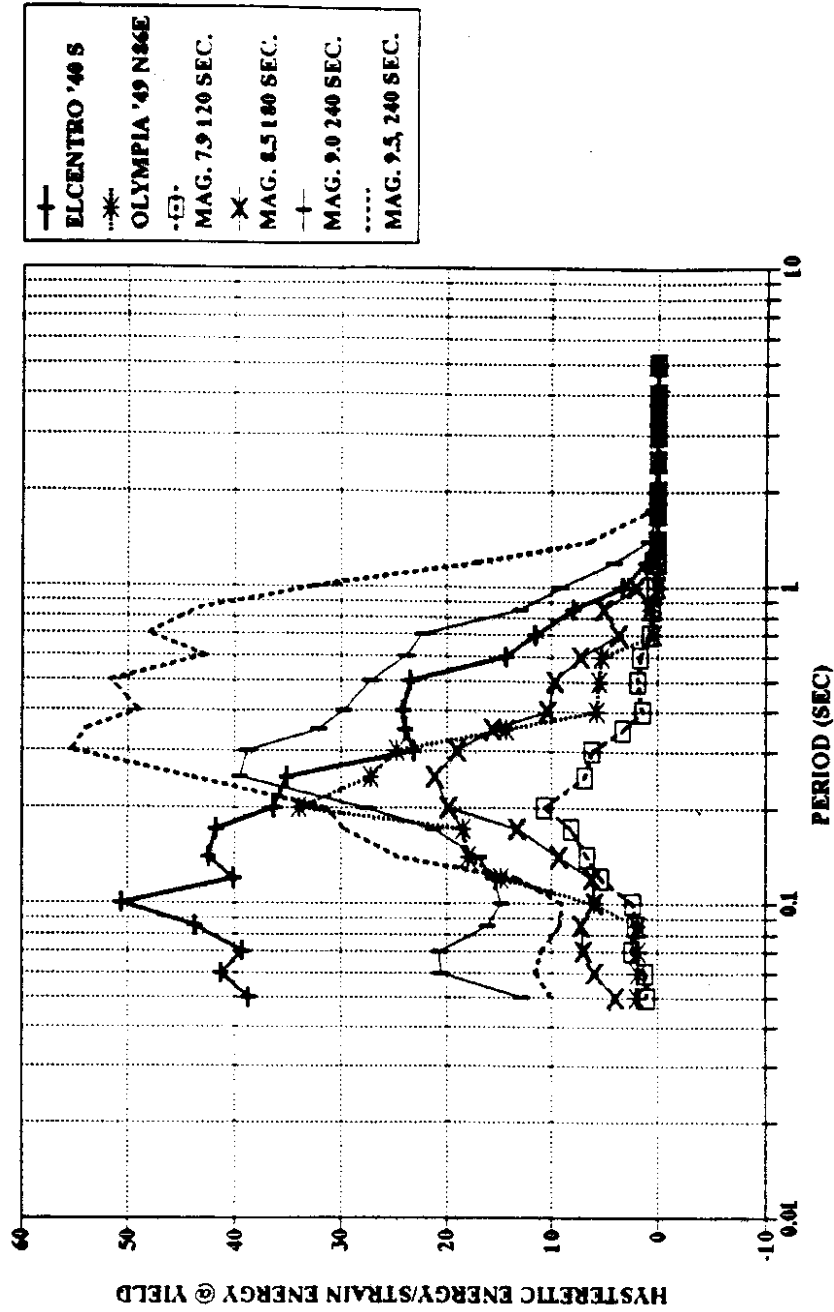 ELCENTRO '40 S
OLYMPIA '49 N86E
MAG. 7.9 120 SEC.
MAG. 8.5 180 SEC.
MAG. 9.0 240 SEC.
MAG. 9.5, 240 SEC.
HYSTERETIC ENERGY/STRAIN ENERGY @ YIELD
60
50
40
30
20
10
0
-10
0.01
0.1
1.
10
PERIOD (SEC)